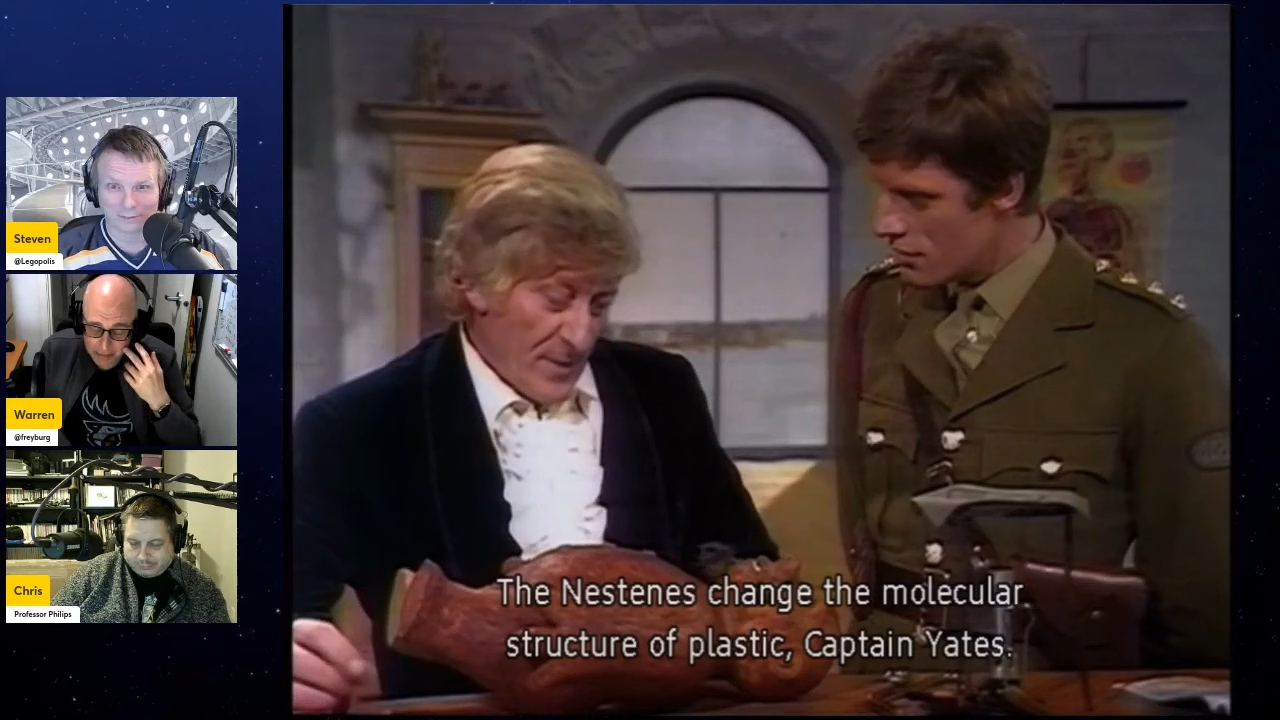 Steven
@Legopolis
Warren
@freyburg
Chris
Professor Philips
The Nestenes change the molecular
structure of plastic, Captain Yates.